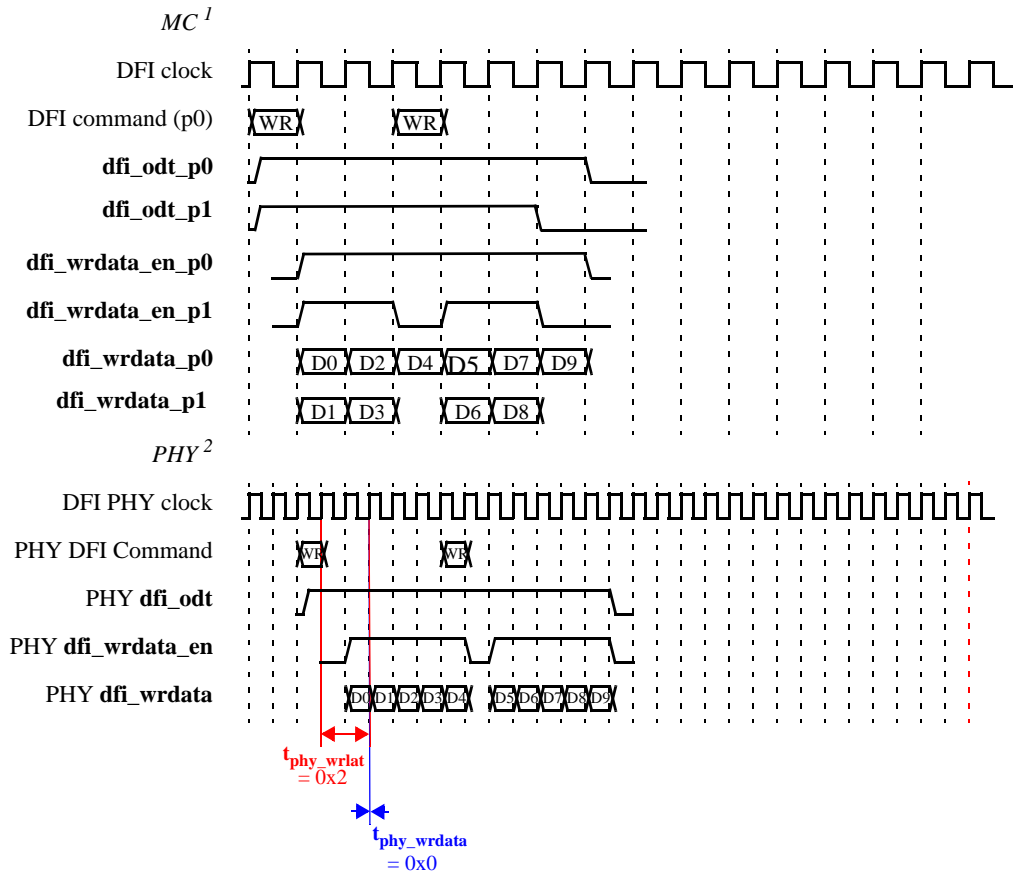 MC 1
DFI clock
DFI command (p0) WR WR
dfi_odt_p0
dfi_odt_p1
dfi_wrdata_en_p0
dfi_wrdata_en_p1
dfi_wrdata_p0 D0 D2 D4 D5 D7 D9
dfi_wrdata_p1 D1 D3 D6 D8
PHY 2
DFI PHY clock
PHY DFI Command WR WR
PHY dfi_odt
PHY dfi_wrdata_en
PHY dfi_wrdata D0 D1 D2 D3 D4 D5 D6 D7 D8 D9
tphy_wrlat
= 0x2
tphy_wrdata
= 0x0